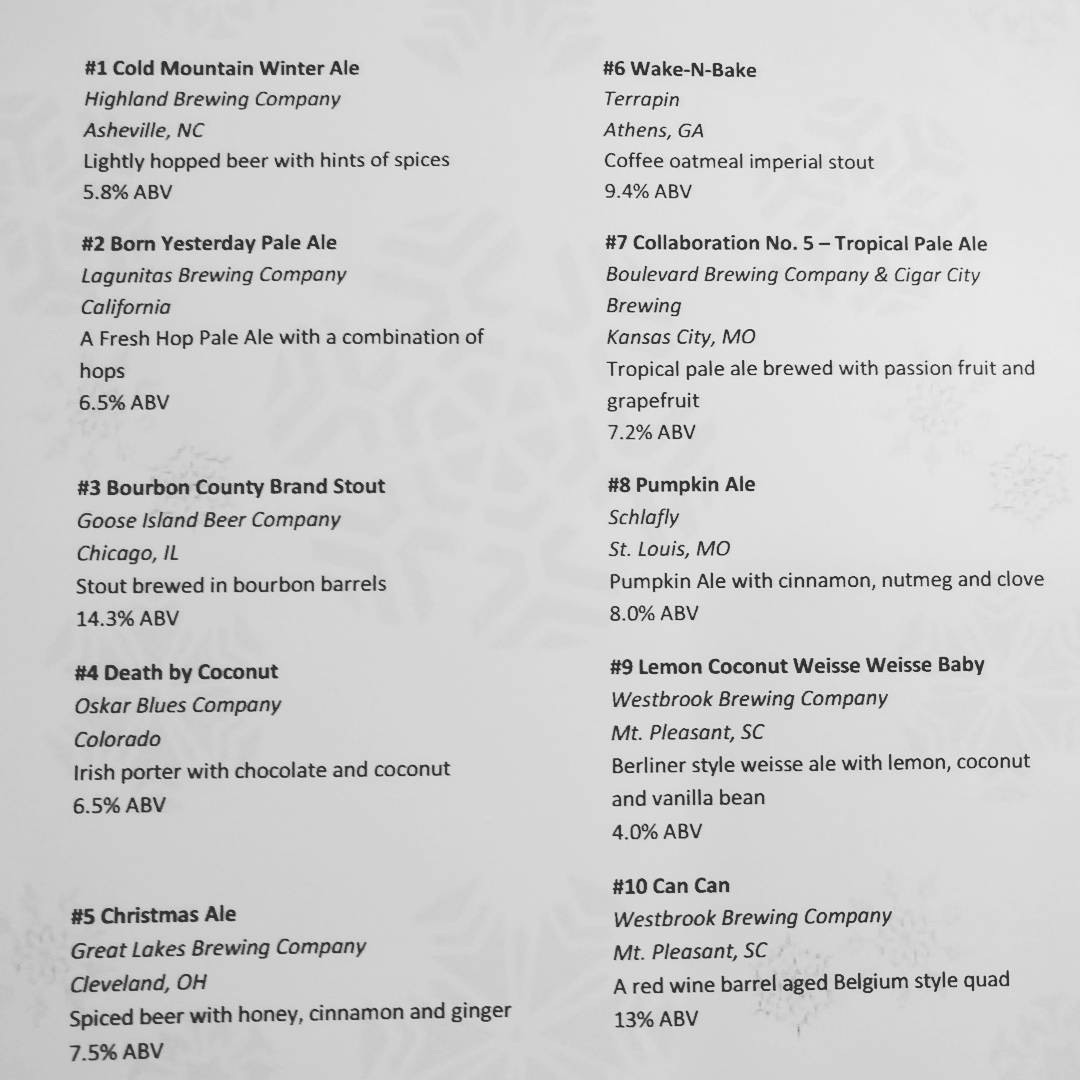 #1 Cold Mountain Winter Ale
Highland Brewing Company
Asheville, NC
Lightly hopped beer with hints of spices
5.8% ABV
#2 Born Yesterday Pale Ale
Lagunitas Brewing Company
California
A Fresh Hop Pale Ale with a combination of
hops
6.5% ABV
#3 Bourbon County Brand Stout
Goose Island Beer Company
Chicago, IL
Stout brewed in bourbon barrels
14.3% ABV
#4 Death by Coconut
Oskar Blues Company
Colorado
Irish porter with chocolate and coconut
6.5% ABV
#5 Christmas Ale
Great Lakes Brewing Company
Cleveland, OH
Spiced beer with honey, cinnamon and ginger
7.5% ABV
#6 Wake-N-Bake
Terrapin
Athens, GA
Coffee oatmeal imperial stout
9.4% ABV
#7 Collaboration No. 5 – Tropical Pale Ale
Boulevard Brewing Company & Cigar City
Brewing
Kansas City, MO
Tropical pale ale brewed with passion fruit and
grapefruit
7.2% ABV
#8 Pumpkin Ale
Schlafly
St. Louis, MO
Pumpkin Ale with cinnamon, nutmeg and clove
8.0% ABV
#9 Lemon Coconut Weisse Weisse Baby
Westbrook Brewing Company
Mt. Pleasant, SC
Berliner style weisse ale with lemon, coconut
and vanilla bean
4.0% ABV
#10 Can Can
Westbrook Brewing Company
Mt. Pleasant, SC
A red wine barrel aged Belgium style quad
13% ABV